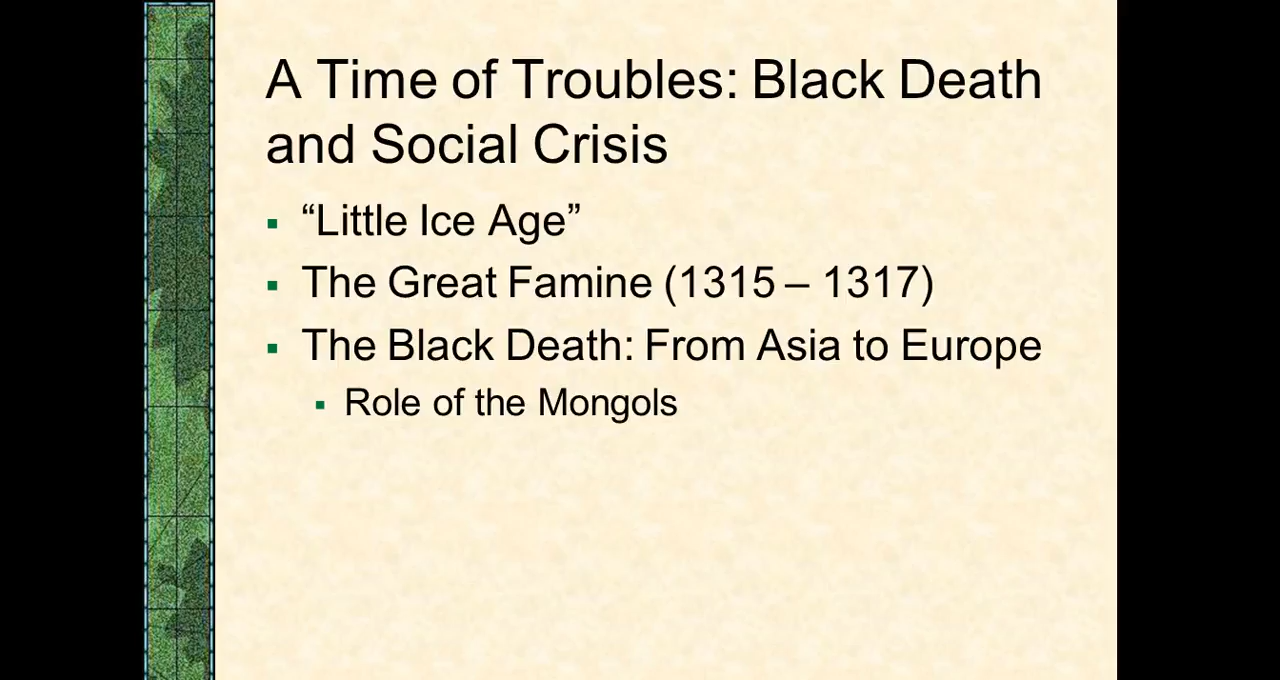 A Time of Troubles: Black Death
and Social Crisis
“Little Ice Age”
The Great Famine (1315 – 1317)
The Black Death: From Asia to Europe
Role of the Mongols